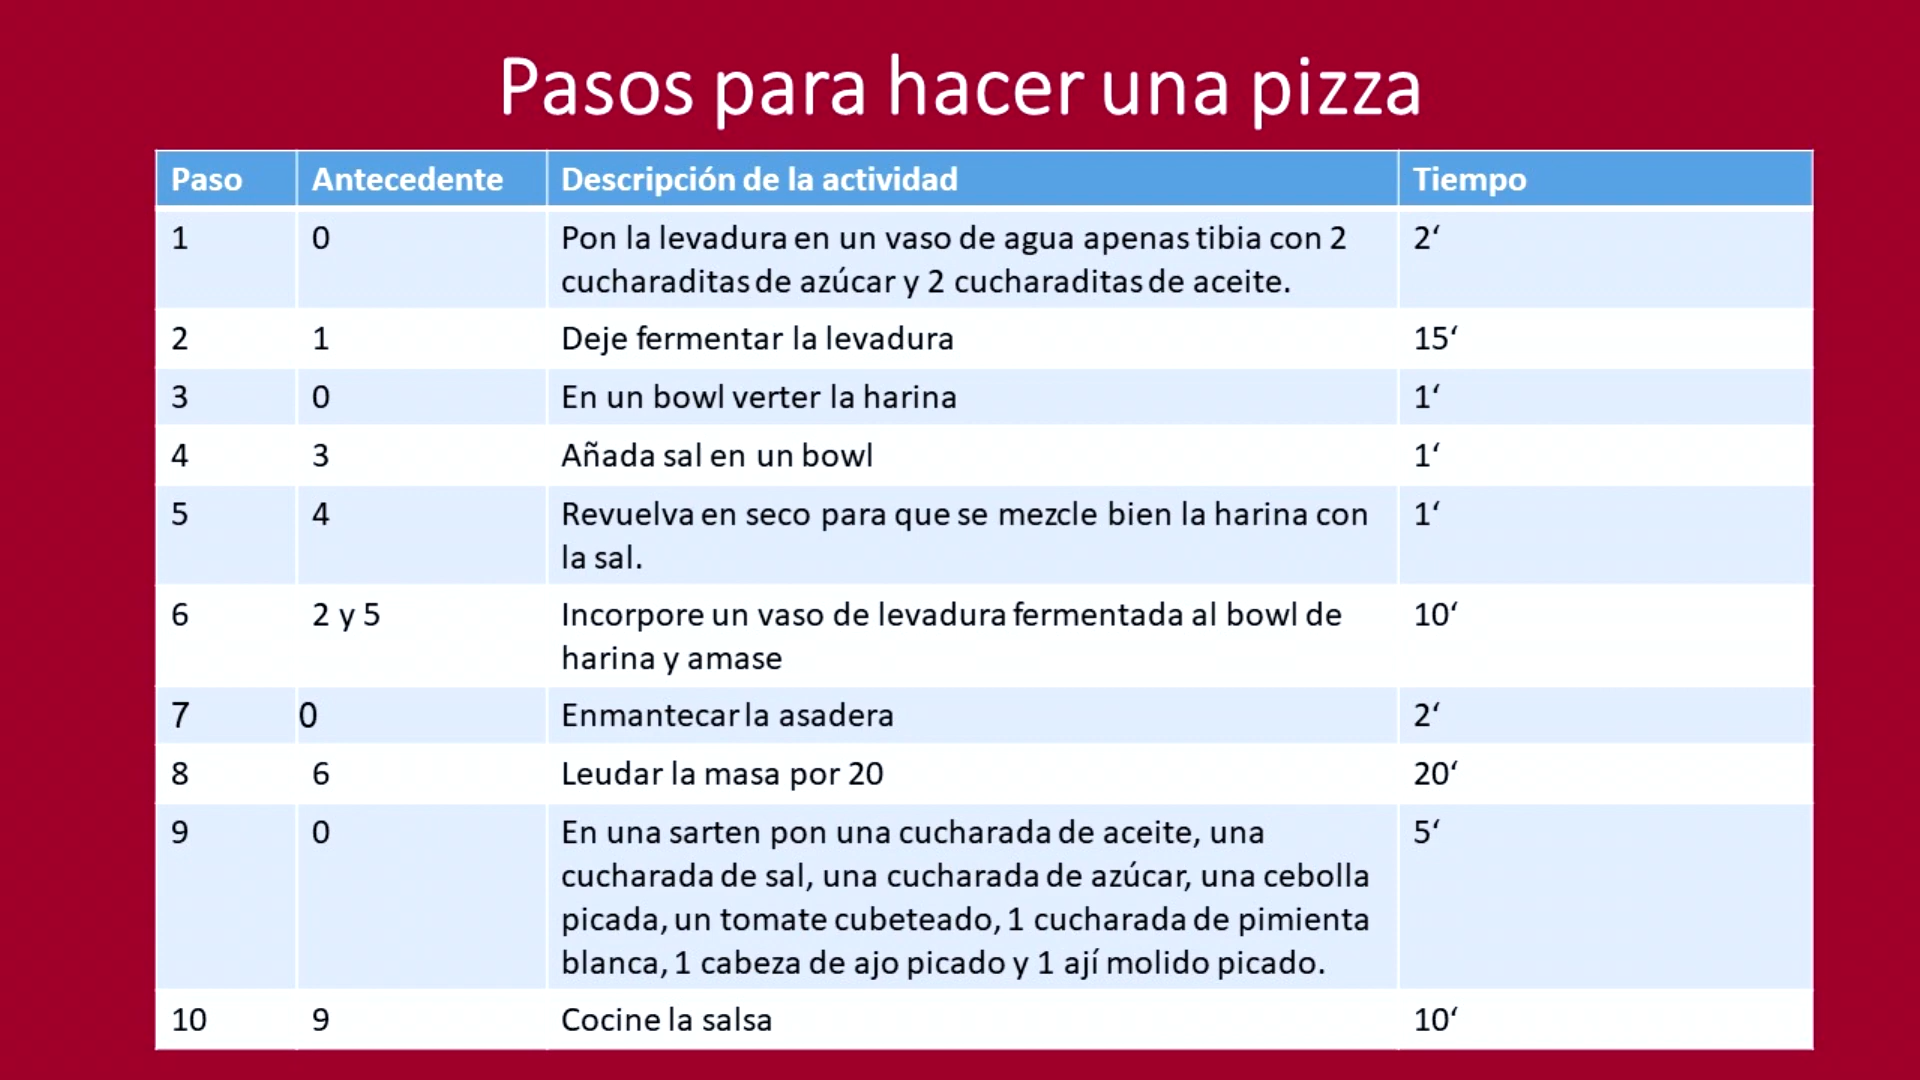 Pasos para hacer una pizza
Paso Antecedente Descripción de la actividad Tiempo
1 0 Pon la levadura en un vaso de agua apenas tibia con 2 2‘
cucharaditas de azúcar y 2 cucharaditas de aceite.
2 1 Deje fermentar la levadura 15‘
3 0 En un bowl verter la harina 1‘
4 3 Añada sal en un bowl 1‘
5 4 Revuelva en seco para que se mezcle bien la harina con 1‘
la sal.
6 2 y 5 Incorpore un vaso de levadura fermentada al bowl de 10‘
harina y amase
7 0 Enmantecar la asadera 2‘
8 6 Leudar la masa por 20 20‘
9 0 En una sarten pon una cucharada de aceite, una 5‘
cucharada de sal, una cucharada de azúcar, una cebolla
picada, un tomate cubeteado, 1 cucharada de pimienta
blanca, 1 cabeza de ajo picado y 1 ají molido picado.
10 9 Cocine la salsa 10‘